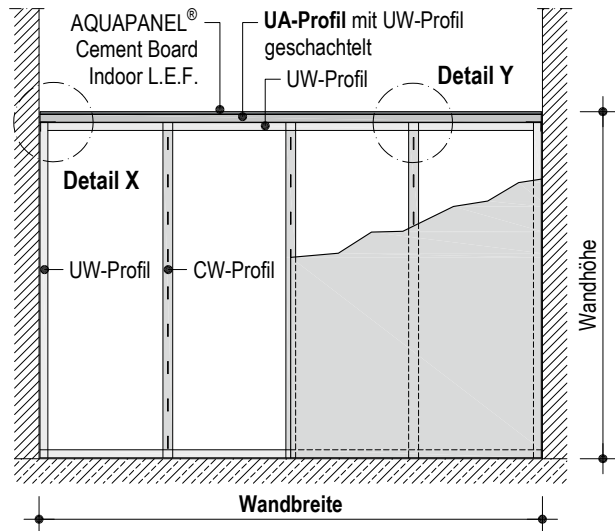 AQUAPANEL®
Cement Board
Indoor L.E.F.
UA-Profil mit UW-Profil
geschachtelt
UW-Profil
Detail Y
Detail X
UW-Profil
CW-Profil
Wandhöhe
Wandbreite